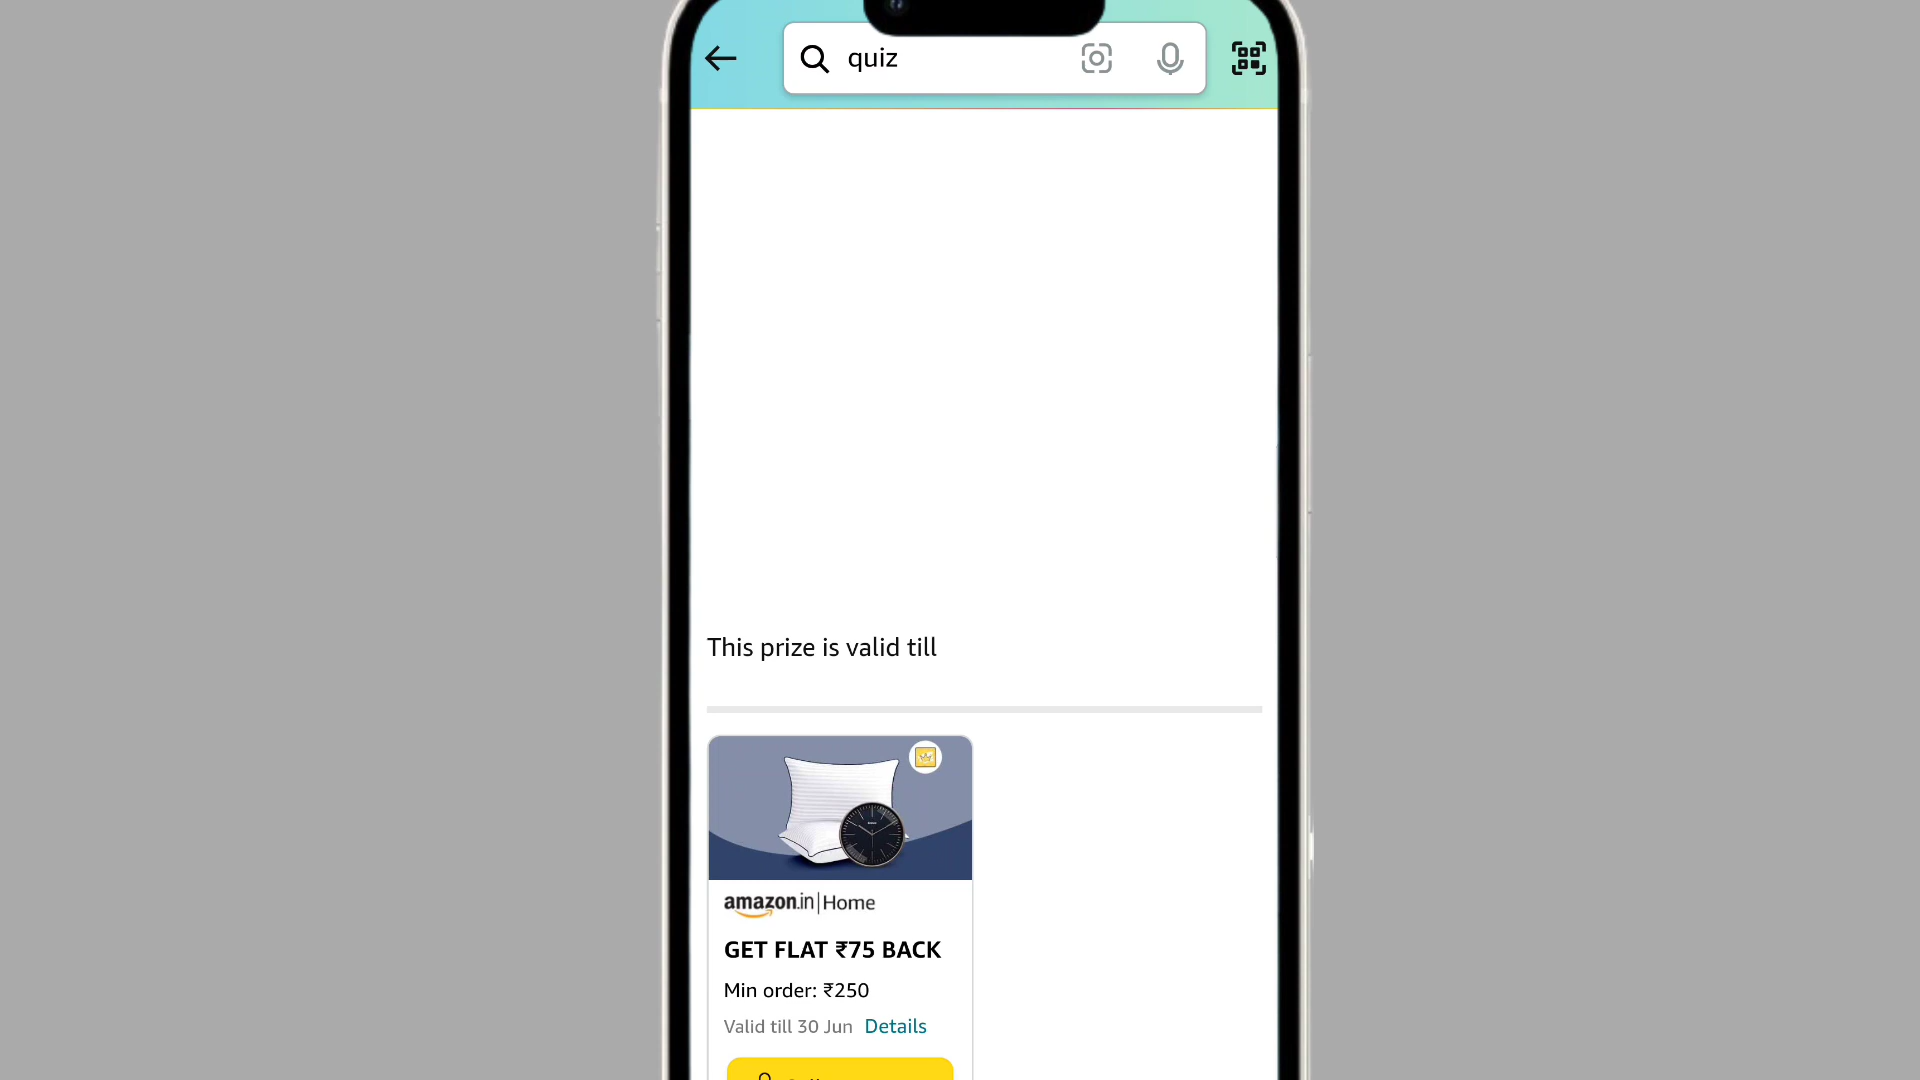 quiz
This prize is valid till
amazon.in|Home
GET FLAT ₹75 BACK
Min order: ₹250
Valid till 30 Jun Details